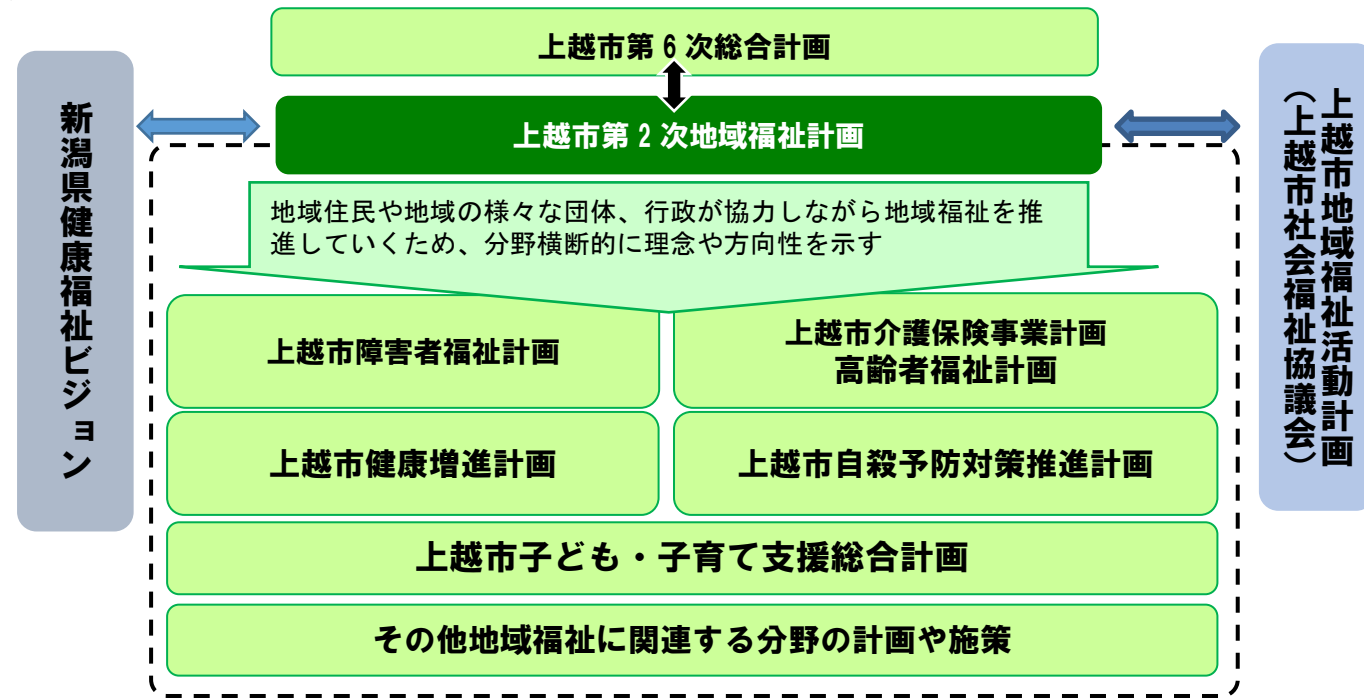 上越市第6次総合計画
新潟県健康福祉ビジョン
上越市第2次地域福祉計画
上越市地域福祉活動計画
（上越市社会福祉協議会）
地域住民や地域の様々な団体、行政が協力しながら地域福祉を推
進していくため、分野横断的に理念や方向性を示す
上越市障害者福祉計画
上越市介護保険事業計画
高齢者福祉計画
上越市健康増進計画
上越市自殺予防対策推進計画
上越市子ども・子育て支援総合計画
その他地域福祉に関連する分野の計画や施策